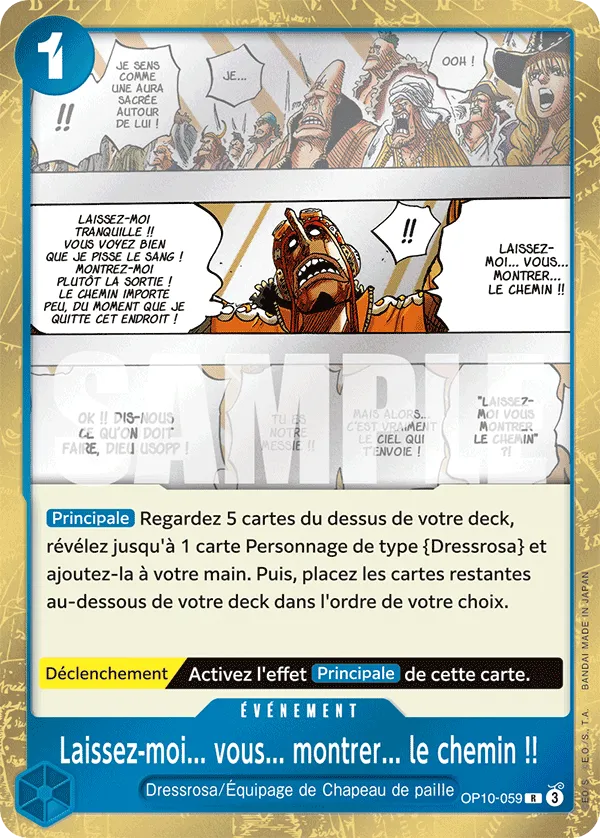 1
JE SENS
COMME
UNE AURA
SACRÉE
AUTOUR
DE LUI !
!!
JE...
OOH !
LAISSEZ-MOI
TRANQUILLE !!
VOUS VOYEZ BIEN
QUE JE PISSE LE SANG !
MONTREZ-MOI
PLUTÔT LA SORTIE !
LE CHEMIN IMPORTE
PEU, DU MOMENT QUE JE
QUITTE CET ENDROIT !
!!
LAISSEZ-
MOI... VOUS...
MONTRER...
LE CHEMIN !!
OK !! DIS-NOUS
CE QU'ON DOIT
FAIRE, DIEU USOPP !
TU ES
NOTRE
MESSIE !!
MAIS ALORS...
C'EST VRAIMENT
LE CIEL QUI
T'ENVOIE !
"LAISSEZ-
MOI VOUS
MONTRER
LE CHEMIN"
?!
SAMPLE
Principale Regardez 5 cartes du dessus de votre deck,
révélez jusqu'à 1 carte Personnage de type {Dressrosa} et
ajoutez-la à votre main. Puis, placez les cartes restantes
au-dessous de votre deck dans l'ordre de votre choix.
Déclenchement Activez l'effet Principale de cette carte.
ÉVÉNEMENT
Laissez-moi... vous... montrer... le chemin !!
Dressrosa/Équipage de Chapeau de paille
OP10-059 R 3
E.O.S. ©E.O./S., T.A. BANDAI MADE IN JAPAN